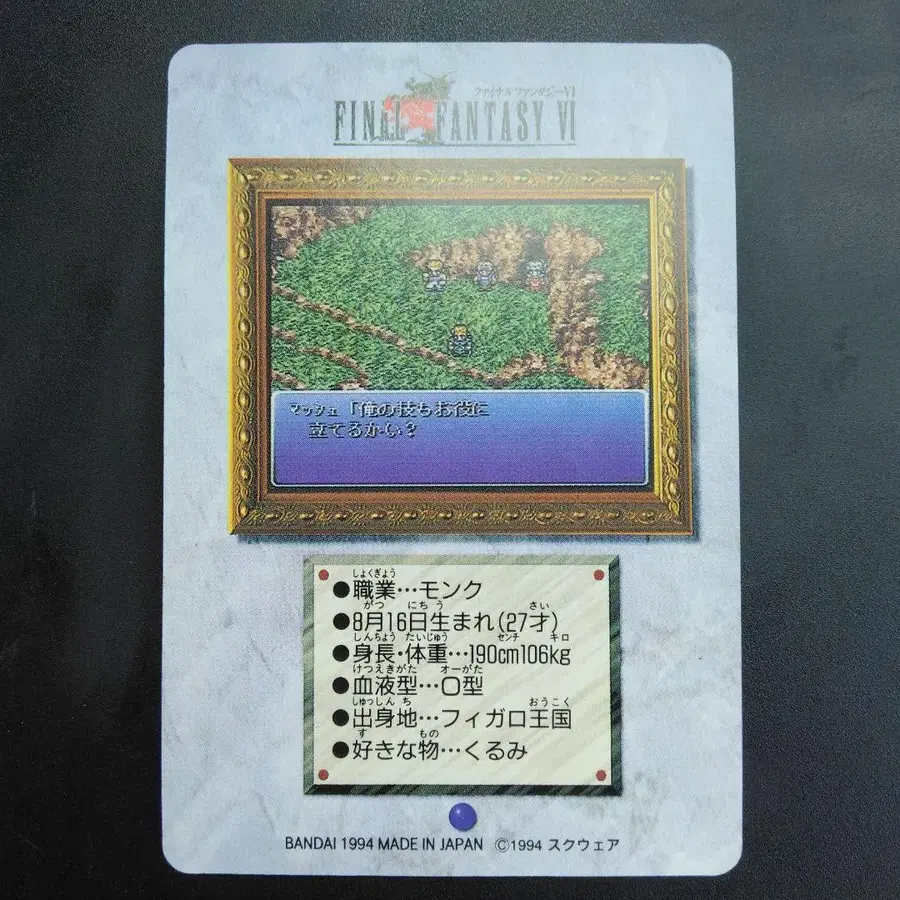 ファイナルファンタジーVI
FINAL FANTASY VI
マッシュ「俺の技もお役に
立てるかい？
しょくぎょう
●職業…モンク
がつ にちう さい
●8月16日生まれ(27才)
しんちょう たいじゅう センチ キロ
●身長・体重…190cm106kg
けつえきがた オーがた
●血液型…O型
しゅっしんち おうこく
●出身地…フィガロ王国
す もの
●好きな物…くるみ
BANDAI 1994 MADE IN JAPAN ©1994 スクウェア